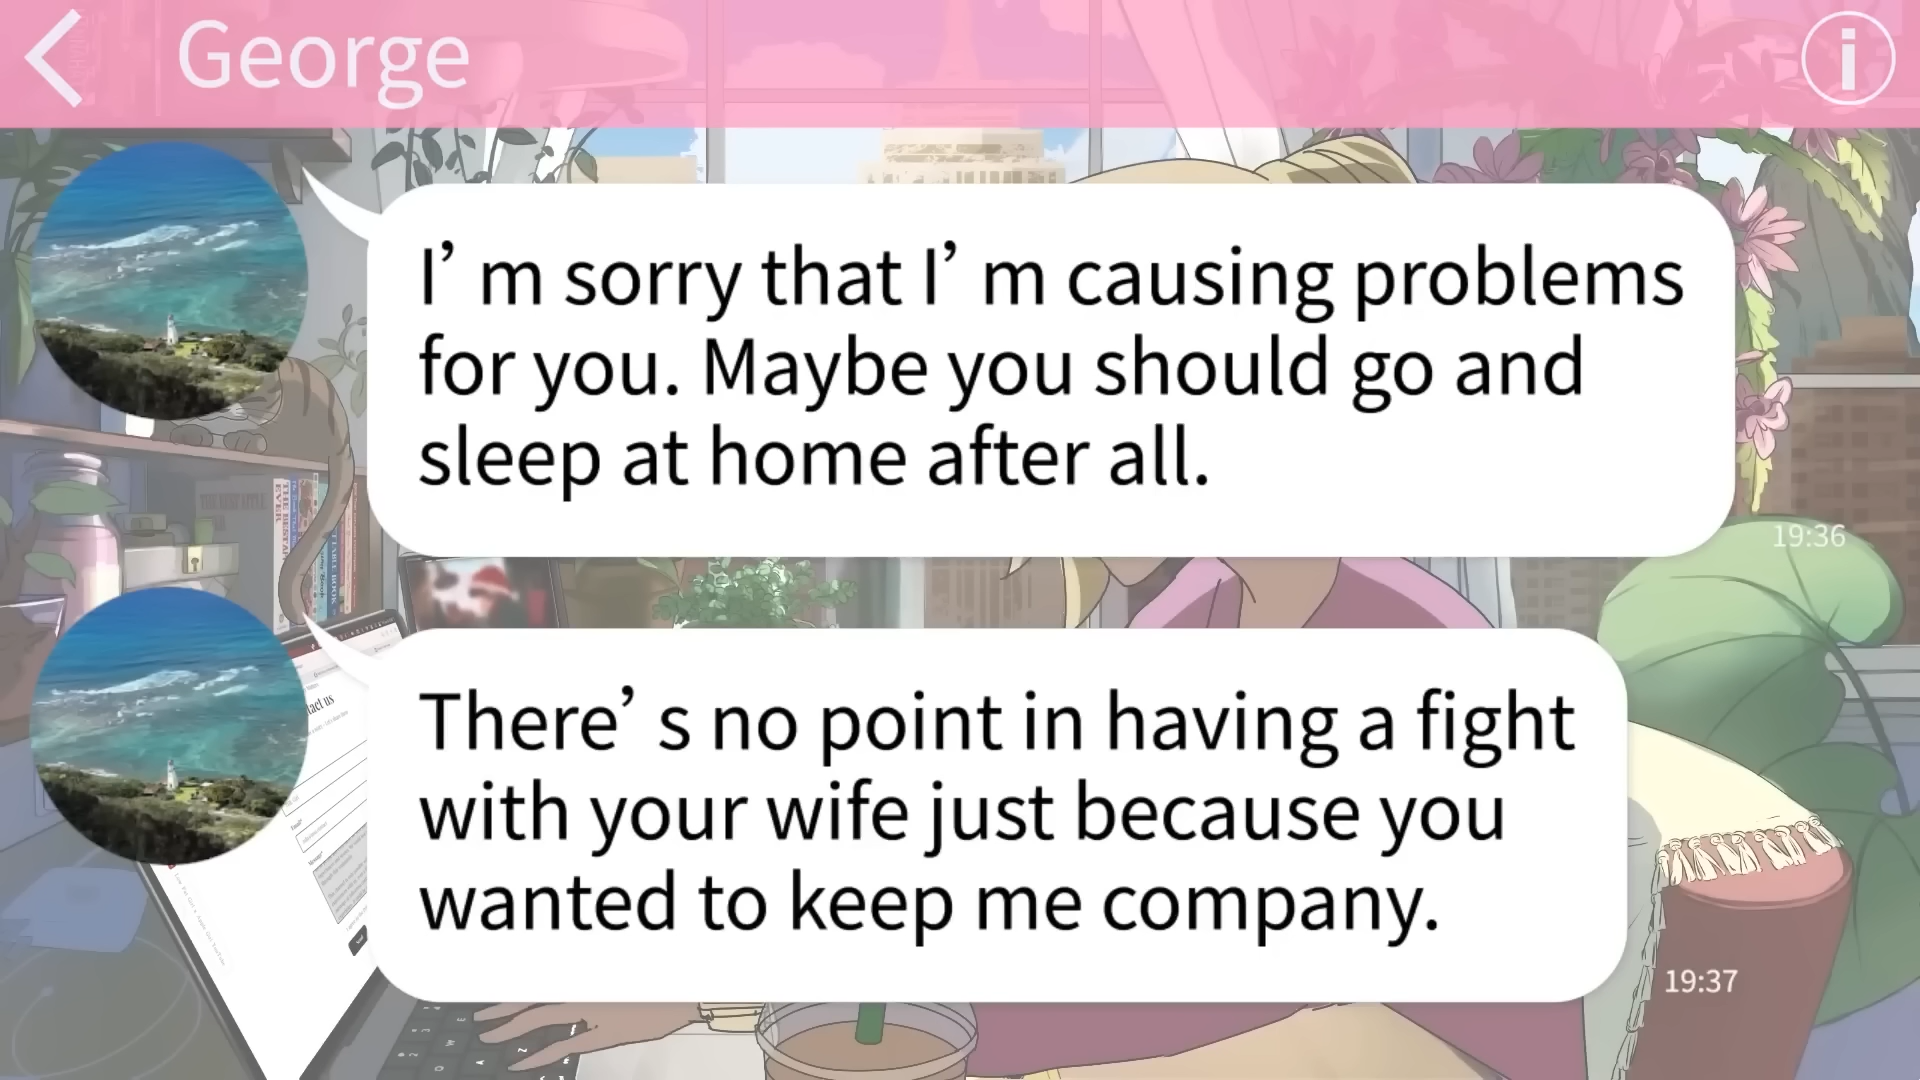 George
I’m sorry that I’m causing problems
for you. Maybe you should go and
sleep at home after all.
19:36
There’s no point in having a fight
with your wife just because you
wanted to keep me company.
19:37